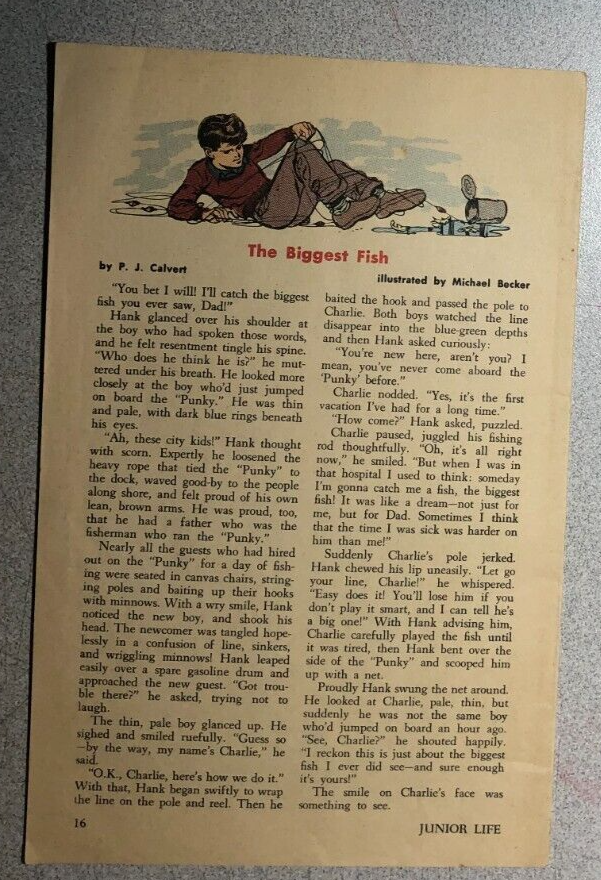 The Biggest Fish
by P. J. Calvert
illustrated by Michael Becker
"You bet I will! I'll catch the biggest
fish you ever saw, Dad!"
Hank glanced over his shoulder at
the boy who had spoken those words,
and he felt resentment tingle his spine.
"Who does he think he is?" he mut-
tered under his breath. He looked more
closely at the boy who'd just jumped
on board the "Punky." He was thin
and pale, with dark blue rings beneath
his eyes.
"Ah, these city kids!" Hank thought
with scorn. Expertly he loosened the
heavy rope that tied the "Punky" to
the dock, waved good-by to the people
along shore, and felt proud of his own
lean, brown arms. He was proud, too,
that he had a father who was the
fisherman who ran the "Punky."
Nearly all the guests who had hired
out on the "Punky" for a day of fish-
ing were seated in canvas chairs, string-
ing poles and baiting up their hooks
with minnows. With a wry smile, Hank
noticed the new boy, and shook his
head. The newcomer was tangled hope-
lessly in a confusion of line, sinkers,
and wriggling minnows! Hank leaped
easily over a spare gasoline drum and
approached the new guest. "Got trou-
ble there?" he asked, trying not to
laugh.
The thin, pale boy glanced up. He
sighed and smiled ruefully. "Guess so
—by the way, my name's Charlie," he
said.
"O.K., Charlie, here's how we do it."
With that, Hank began swiftly to wrap
the line on the pole and reel. Then he
baited the hook and passed the pole to
Charlie. Both boys watched the line
disappear into the blue-green depths
and then Hank asked curiously:
"You're new here, aren't you? I
mean, you've never come aboard the
'Punky' before."
Charlie nodded. "Yes, it's the first
vacation I've had for a long time."
"How come?" Hank asked, puzzled.
Charlie paused, juggled his fishing
rod thoughtfully. "Oh, it's all right
now," he smiled. "But when I was in
that hospital I used to think: someday
I'm gonna catch me a fish, the biggest
fish! It was like a dream—not just for
me, but for Dad. Sometimes I think
that the time I was sick was harder on
him than me!"
Suddenly Charlie's pole jerked.
Hank chewed his lip uneasily. "Let go
your line, Charlie!" he whispered.
"Easy does it! You'll lose him if you
don't play it smart, and I can tell he's
a big one!" With Hank advising him,
Charlie carefully played the fish until
it was tired, then Hank bent over the
side of the "Punky" and scooped him
up with a net.
Proudly Hank swung the net around.
He looked at Charlie, pale, thin, but
suddenly he was not the same boy
who'd jumped on board an hour ago.
"See, Charlie?" he shouted happily.
"I reckon this is just about the biggest
fish I ever did see—and sure enough
it's yours!"
The smile on Charlie's face was
something to see.
16
JUNIOR LIFE